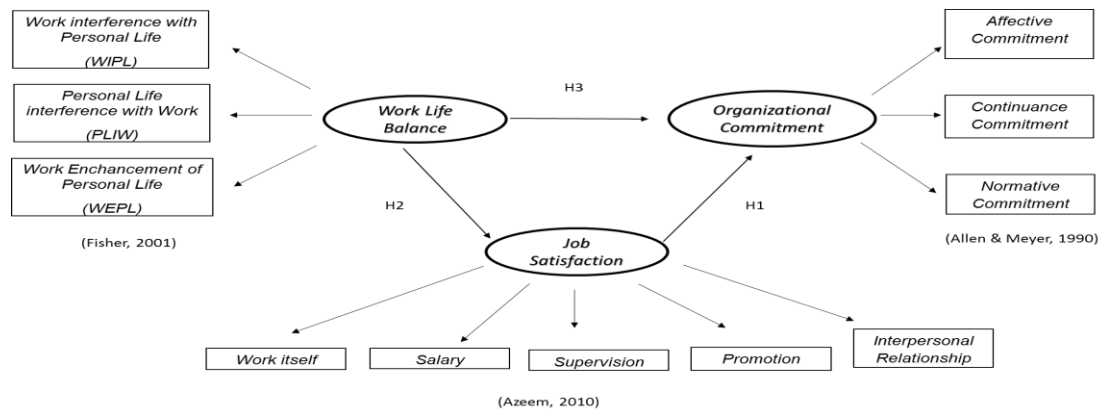 Work interference with
Personal Life
(WIPL)
Personal Life
interference with Work
(PLIW)
Work Enchancement of
Personal Life
(WEPL)
(Fisher, 2001)
Work Life
Balance
H3
Organizational
Commitment
Affective
Commitment
Continuance
Commitment
Normative
Commitment
(Allen & Meyer, 1990)
H2
H1
Job
Satisfaction
Work itself
Salary
Supervision
Promotion
Interpersonal
Relationship
(Azeem, 2010)